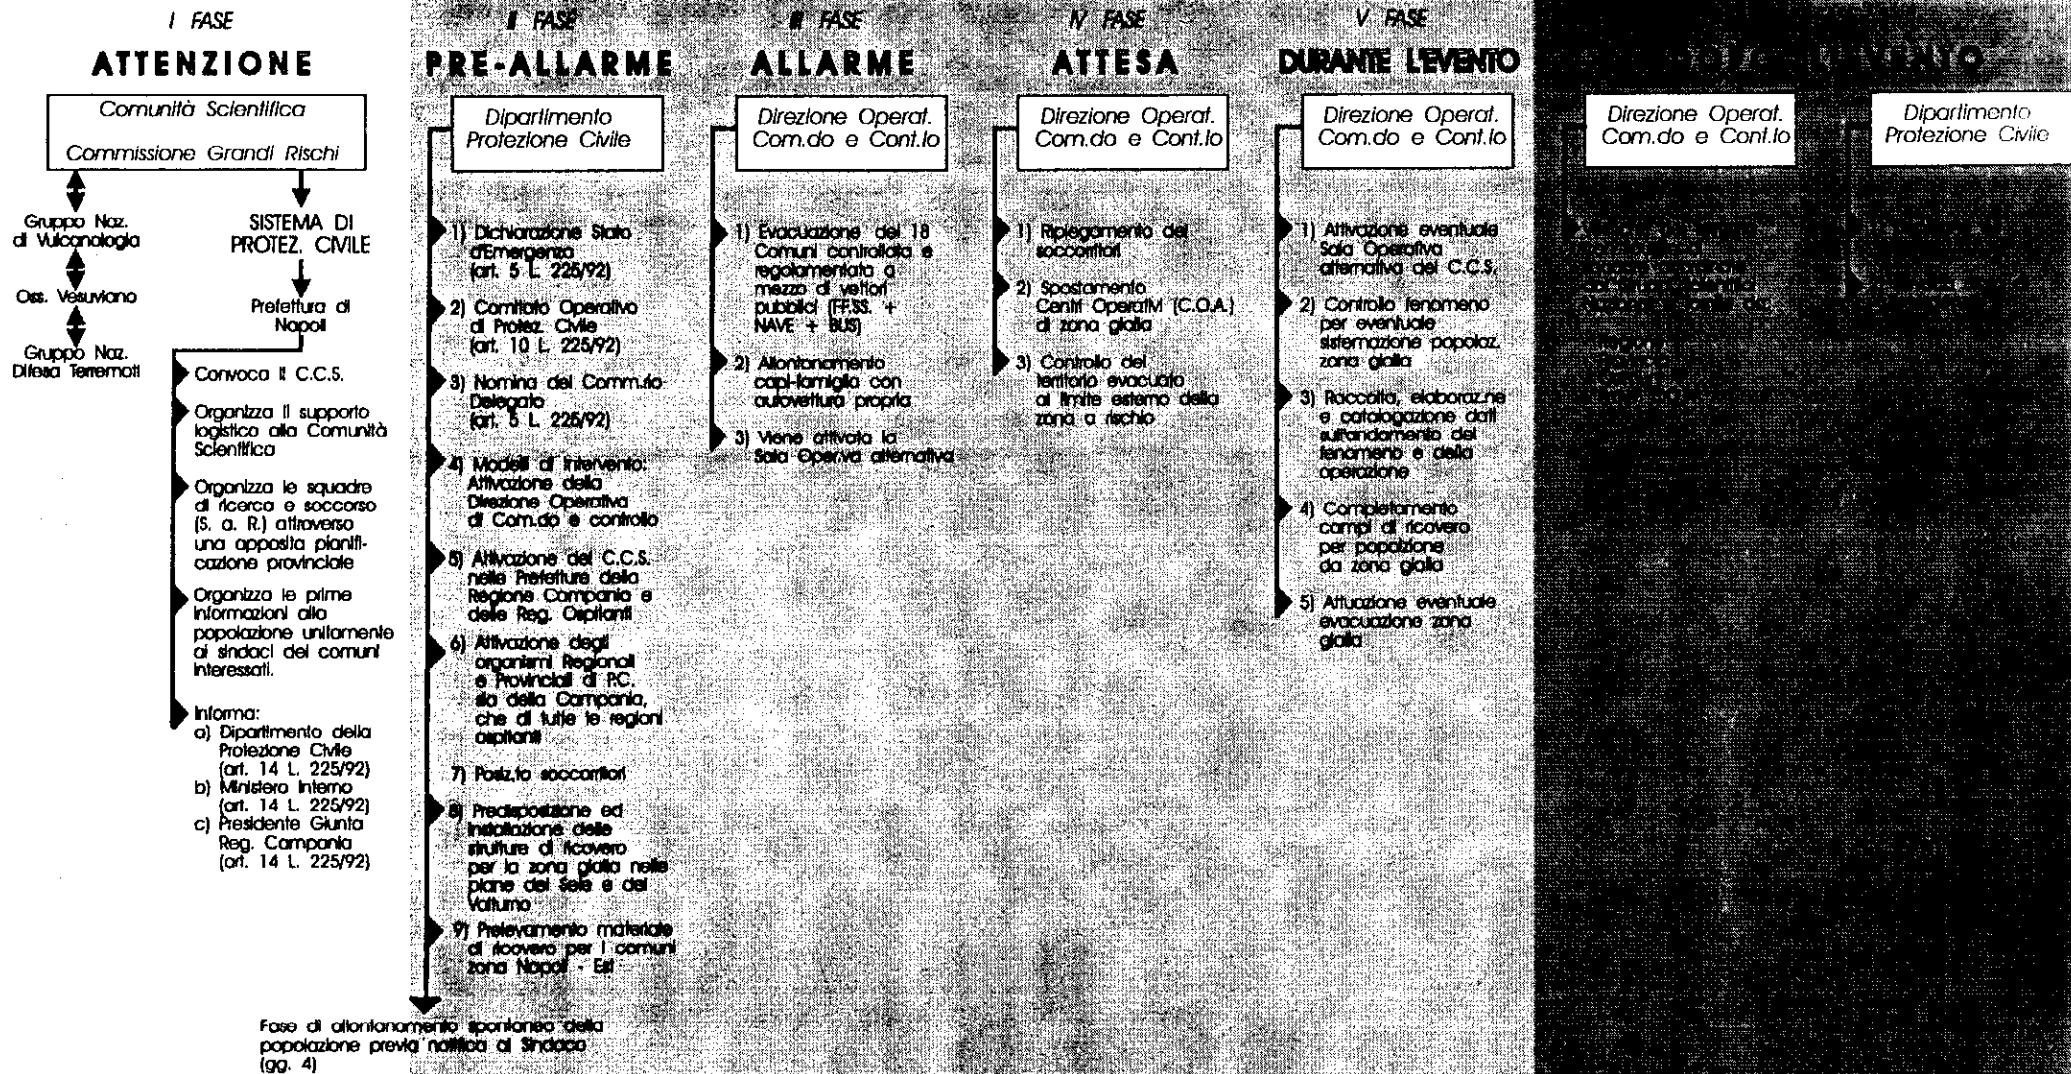 I FASE
ATTENZIONE
Comunità Scientifica
Commissione Grandi Rischi
Gruppo Naz.
di Vulcanologia
Oss. Vesuviano
Gruppo Naz.
Difesa Terremoti
SISTEMA DI
PROTEZ. CIVILE
Prefettura di
Napoli
Convoca il C.C.S.
Organizza il supporto
logistico alla Comunità
Scientifica
Organizza le squadre
di ricerca e soccorso
(S. a. R.) attraverso
una apposita pianifi-
cazione provinciale
Organizza le prime
informazioni alla
popolazione unitamente
ai sindaci dei comuni
interessati.
Informa:
a) Dipartimento della
Protezione Civile
(art. 14 L. 225/92)
b) Ministero Interno
(art. 14 L. 225/92)
c) Presidente Giunta
Reg. Campania
(art. 14 L. 225/92)
II FASE
PRE-ALLARME
Dipartimento
Protezione Civile
1) Dichiarazione Stato
d'Emergenza
(art. 5 L. 225/92)
2) Comitato Operativo
di Protez. Civile
(art. 10 L. 225/92)
3) Nomina del Comm.rio
Delegato
(art. 5 L. 225/92)
4) Modelli di intervento:
Attivazione della
Direzione Operativa
di Com.do e controllo
5) Attivazione del C.C.S.
nelle Prefetture della
Regione Campania e
delle Reg. Ospitanti
6) Attivazione degli
organismi Regionali
e Provinciali di P.C.
sia della Campania,
che di tutte le regioni
ospitanti
7) Posiz.to soccorritori
8) Predisposizione ed
installazione delle
strutture di ricovero
per la zona gialla nelle
piane del Sele e del
Volturno
9) Prelevamento materiale
di ricovero per i comuni
zona Napoli - Est
Fase di allontanamento spontaneo della
popolazione previa notifica al Sindaco
(gg. 4)
III FASE
ALLARME
Direzione Operat.
Com.do e Cont.lo
1) Evacuazione dei 18
Comuni controllata e
regolamentata a
mezzo di vettori
pubblici (FF.SS. +
NAVE + BUS)
2) Allontanamento
capi-famiglia con
autovettura propria
3) Viene attivata la
Sala Oper.va alternativa
IV FASE
ATTESA
Direzione Operat.
Com.do e Cont.lo
1) Ripiegamento dei
soccorritori
2) Spostamento
Centri Operativi (C.O.A.)
di zona gialla
3) Controllo del
territorio evacuato
al limite esterno della
zona a rischio
V FASE
DURANTE L'EVENTO
Direzione Operat.
Com.do e Cont.lo
1) Attivazione eventuale
Sala Operativa
alternativa del C.C.S.
2) Controllo fenomeno
per eventuale
sistemazione popolaz.
zona gialla
3) Raccolta, elaboraz.ne
e catalogazione dati
sull'andamento del
fenomeno e della
operazione
4) Completamento
campi di ricovero
per popolzione
da zona gialla
5) Attuazione eventuale
evacuazione zona
gialla
L'EVENTO
Direzione Operat.
Com.do e Cont.lo
Dipartimento
Protezione Civile